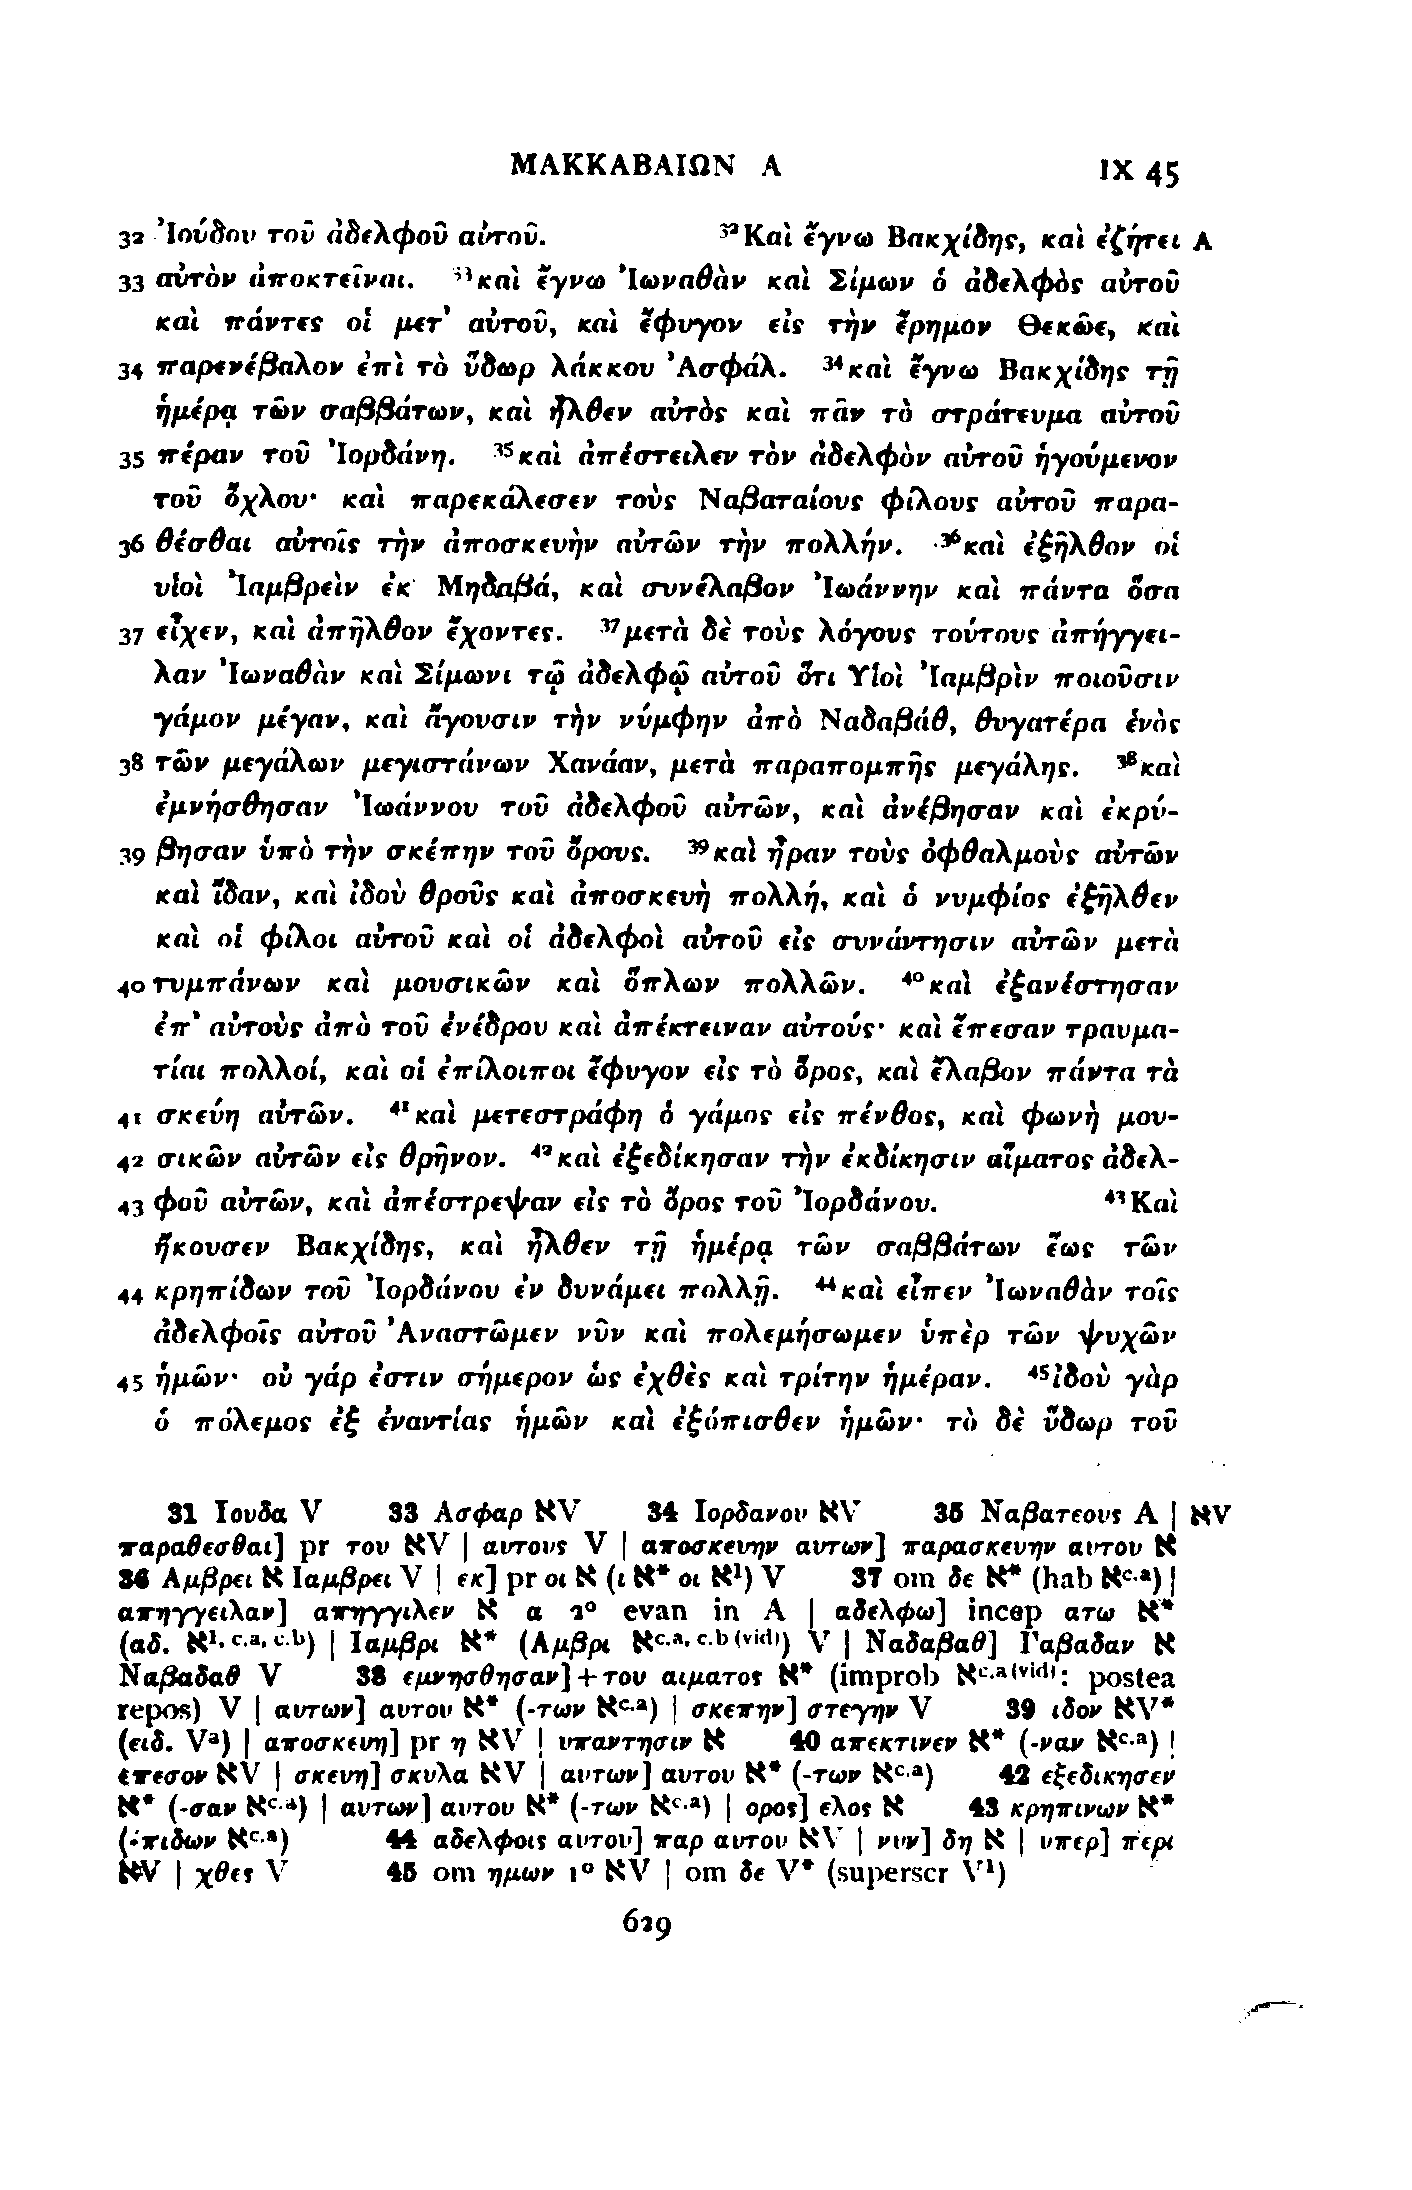 ΜΑΚΚΑΒΑΙΩΝ Α IX 45
32 Ἰούδου τοῦ ἀδελφοῦ αὐτοῦ. ³²Καὶ ἔγνω Βακχίδης, καὶ ἐζήτει A
33 αὐτὸν ἀποκτεῖναι. ³³καὶ ἔγνω Ἰωναθὰν καὶ Σίμων ὁ ἀδελφὸς αὐτοῦ
καὶ πάντες οἱ μετ᾽ αὐτοῦ, καὶ ἔφυγον εἰς τὴν ἔρημον Θεκῶε, καὶ
34 παρενέβαλον ἐπὶ τὸ ὕδωρ λάκκου Ἀσφάλ. ³⁴καὶ ἔγνω Βακχίδης τῇ
ἡμέρᾳ τῶν σαββάτων, καὶ ἦλθεν αὐτὸς καὶ πᾶν τὸ στράτευμα αὐτοῦ
35 πέραν τοῦ Ἰορδάνη. ³⁵καὶ ἀπέστειλεν τὸν ἀδελφὸν αὐτοῦ ἡγούμενον
τοῦ ὄχλου· καὶ παρεκάλεσεν τοὺς Ναβαταίους φίλους αὐτοῦ παρα-
36 θέσθαι αὐτοῖς τὴν ἀποσκευὴν αὐτῶν τὴν πολλήν. ³⁶καὶ ἐξῆλθον οἱ
υἱοὶ Ἰαμβρεὶν ἐκ Μηδαβά, καὶ συνέλαβον Ἰωάννην καὶ πάντα ὅσα
37 εἶχεν, καὶ ἀπῆλθον ἔχοντες. ³⁷μετὰ δὲ τοὺς λόγους τούτους ἀπήγγει-
λαν Ἰωναθὰν καὶ Σίμωνι τῷ ἀδελφῷ αὐτοῦ ὅτι Υἱοὶ Ἰαμβρὶν ποιοῦσιν
γάμον μέγαν, καὶ ἄγουσιν τὴν νύμφην ἀπὸ Ναδαβάθ, θυγατέρα ἑνὸς
38 τῶν μεγάλων μεγιστάνων Χανάαν, μετὰ παραπομπῆς μεγάλης. ³⁸καὶ
ἐμνήσθησαν Ἰωάννου τοῦ ἀδελφοῦ αὐτῶν, καὶ ἀνέβησαν καὶ ἐκρύ-
39 βησαν ὑπὸ τὴν σκέπην τοῦ ὄρους. ³⁹καὶ ἦραν τοὺς ὀφθαλμοὺς αὐτῶν
καὶ ἴδαν, καὶ ἰδοὺ θροῦς καὶ ἀποσκευὴ πολλή, καὶ ὁ νυμφίος ἐξῆλθεν
καὶ οἱ φίλοι αὐτοῦ καὶ οἱ ἀδελφοὶ αὐτοῦ εἰς συνάντησιν αὐτῶν μετὰ
40 τυμπάνων καὶ μουσικῶν καὶ ὅπλων πολλῶν. ⁴⁰καὶ ἐξανέστησαν
ἐπ᾽ αὐτοὺς ἀπὸ τοῦ ἐνέδρου καὶ ἀπέκτειναν αὐτούς· καὶ ἔπεσαν τραυμα-
τίαι πολλοί, καὶ οἱ ἐπίλοιποι ἔφυγον εἰς τὸ ὄρος, καὶ ἔλαβον πάντα τὰ
41 σκεύη αὐτῶν. ⁴¹καὶ μετεστράφη ὁ γάμος εἰς πένθος, καὶ φωνὴ μου-
42 σικῶν αὐτῶν εἰς θρῆνον. ⁴²καὶ ἐξεδίκησαν τὴν ἐκδίκησιν αἵματος ἀδελ-
43 φοῦ αὐτῶν, καὶ ἀπέστρεψαν εἰς τὸ ὄρος τοῦ Ἰορδάνου. ⁴³Καὶ
ἤκουσεν Βακχίδης, καὶ ἦλθεν τῇ ἡμέρᾳ τῶν σαββάτων ἕως τῶν
44 κρηπίδων τοῦ Ἰορδάνου ἐν δυνάμει πολλῇ. ⁴⁴καὶ εἶπεν Ἰωναθὰν τοῖς
ἀδελφοῖς αὐτοῦ Ἀναστῶμεν νῦν καὶ πολεμήσωμεν ὑπὲρ τῶν ψυχῶν
45 ἡμῶν· οὐ γάρ ἐστιν σήμερον ὡς ἐχθὲς καὶ τρίτην ἡμέραν. ⁴⁵ἰδοὺ γὰρ
ὁ πόλεμος ἐξ ἐναντίας ἡμῶν καὶ ἐξόπισθεν ἡμῶν· τὸ δὲ ὕδωρ τοῦ
31 Ιουδα V 33 Ασφαρ אV 34 Ιορδανου אV 35 Ναβατεους A | אV
παραθεσθαι] pr του אV | αυτους V | αποσκευην αυτων] παρασκευην αυτου א
36 Αμβρει א Ιαμβρει V | εκ] pr οι א (ι א* οι א¹) V 37 om δε א* (hab א^c.a) |
απηγγειλαν] απηγγιλεν א α 2° evan in A | αδελφω] incep ατω א*
(αδ. א^1, c.a, c.b) | Ιαμβρι א* (Αμβρι א^c.a, c.b (vid)) V | Ναδαβαθ] Γαβαδαν א
Ναβαδαθ V 38 εμνησθησαν] + του αιματος א* (improb א^c.a (vid): postea
repos) V | αυτων] αυτου א* (-των א^c.a) | σκεπην] στεγην V 39 ιδον אV*
(ειδ. V^a) | αποσκευη] pr η אV | υπαντησιν א 40 απεκτινεν א* (-ναν א^c.a) |
επεσον אV | σκευη] σκυλα אV | αυτων] αυτου א* (-των א^c.a) 42 εξεδικησεν
א* (-σαν א^c.a) | αυτων] αυτου א* (-των א^c.a) | ορος] ελος א 43 κρηπινων א*
(-πιδων א^c.a) 44 αδελφοις αυτου] παρ αυτου אV | νυν] δη א | υπερ] περι
אV | χθες V 45 om ημων 1° אV | om δε V* (superscr V¹)
629